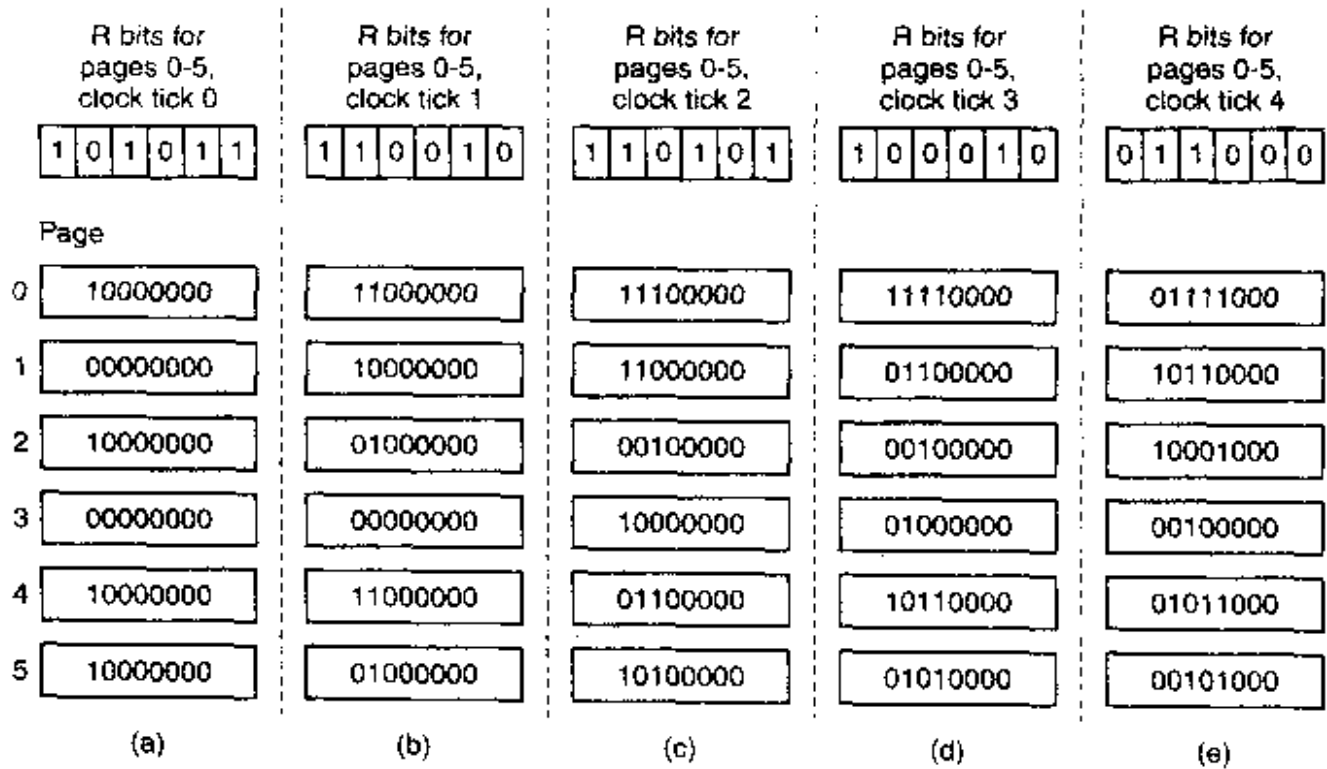 R bits for pages 0-5, clock tick 0
R bits for pages 0-5, clock tick 1
R bits for pages 0-5, clock tick 2
R bits for pages 0-5, clock tick 3
R bits for pages 0-5, clock tick 4
1 0 1 0 1 1
1 1 0 0 1 0
1 1 0 1 0 1
1 0 0 0 1 0
0 1 1 0 0 0
Page
0 10000000 11000000 11100000 11110000 01111000
1 00000000 10000000 11000000 01100000 10110000
2 10000000 01000000 00100000 00100000 10001000
3 00000000 00000000 10000000 01000000 00100000
4 10000000 11000000 01100000 10110000 01011000
5 10000000 01000000 10100000 01010000 00101000
(a) (b) (c) (d) (e)